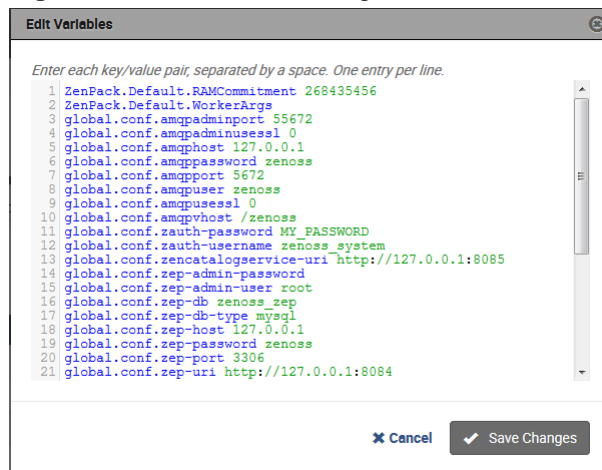 Edit Variables
Enter each key/value pair, separated by a space. One entry per line.
1 ZenPack.Default.RAMCommitment 268435456
2 ZenPack.Default.WorkerArgs
3 global.conf.amqpadminport 55672
4 global.conf.amqpadminusessl 0
5 global.conf.amqphost 127.0.0.1
6 global.conf.amqppassword zenoss
7 global.conf.amqpport 5672
8 global.conf.amqpuser zenoss
9 global.conf.amqpusessl 0
10 global.conf.amqpvhost /zenoss
11 global.conf.zauth-password MY_PASSWORD
12 global.conf.zauth-username zenoss_system
13 global.conf.zencatalogservice-uri http://127.0.0.1:8085
14 global.conf.zep-admin-password
15 global.conf.zep-admin-user root
16 global.conf.zep-db zenoss_zep
17 global.conf.zep-db-type mysql
18 global.conf.zep-host 127.0.0.1
19 global.conf.zep-password zenoss
20 global.conf.zep-port 3306
21 global.conf.zep-uri http://127.0.0.1:8084
Cancel
Save Changes